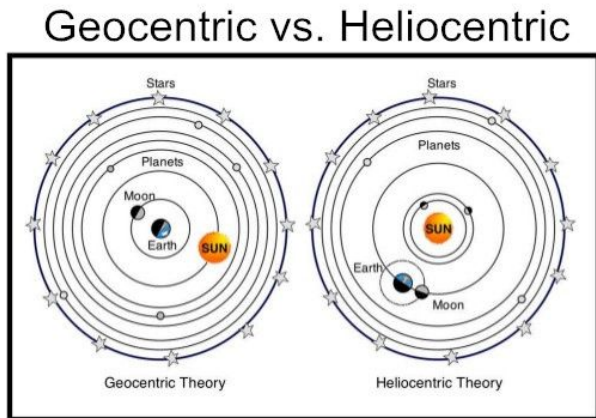 Geocentric vs. Heliocentric
Stars
Planets
Moon
Earth
SUN
Geocentric Theory
Stars
Planets
SUN
Earth
Moon
Heliocentric Theory